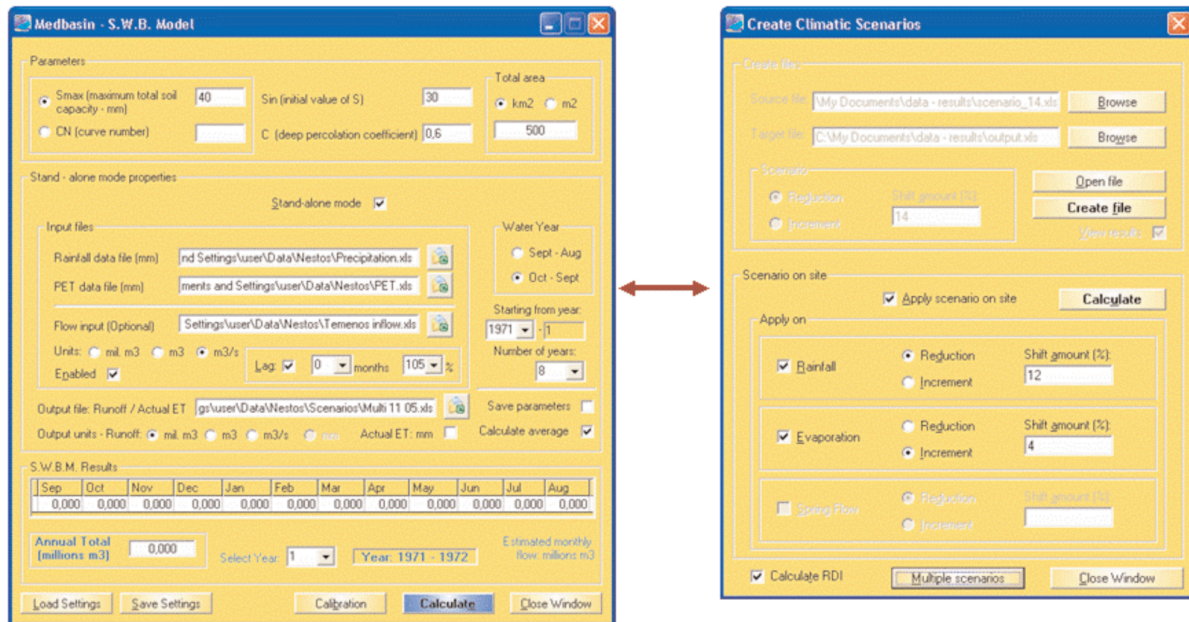 Medbasin - S.W.B. Model
Parameters
Smax (maximum total soil capacity - mm) 40
CN (curve number)
Sin (initial value of S) 30
C (deep percolation coefficient) 0,6
Total area
km2 m2
500
Stand - alone mode properties
Stand-alone mode
Input files
Rainfall data file (mm) nd Settings\user\Data\Nestos\Precipitation.xls
PET data file (mm) ments and Settings\user\Data\Nestos\PET.xls
Flow input (Optional) Settings\user\Data\Nestos\Temenos inflow.xls
Units: mil. m3 m3 m3/s
Enabled
Lag: 0 months 105 %
Water Year
Sept - Aug
Oct - Sept
Starting from year:
1971 - 1
Number of years:
8
Output file: Runoff / Actual ET gs\user\Data\Nestos\Scenarios\Multi 11 05.xls
Save parameters
Output units - Runoff: mil. m3 m3 m3/s mm Actual ET: mm
Calculate average
S.W.B.M. Results
Sep Oct Nov Dec Jan Feb Mar Apr May Jun Jul Aug
0,000 0,000 0,000 0,000 0,000 0,000 0,000 0,000 0,000 0,000 0,000 0,000
Annual Total
(millions m3) 0,000
Select Year: 1
Year: 1971 - 1972
Estimated monthly
flow: millions m3
Load Settings Save Settings Calibration Calculate Close Window
Create Climatic Scenarios
Create files
Source file: \My Documents\data - results\scenario_14.xls Browse
Target file: C:\My Documents\data - results\output.xls Browse
Scenario
Reduction
Increment
Shift amount (%):
14
Open file
Create file
View results
Scenario on site
Apply scenario on site Calculate
Apply on
Rainfall
Reduction
Increment
Shift amount (%):
12
Evaporation
Reduction
Increment
Shift amount (%):
4
Spring Flow
Reduction
Increment
Shift amount (%):
Calculate RDI Multiple scenarios Close Window